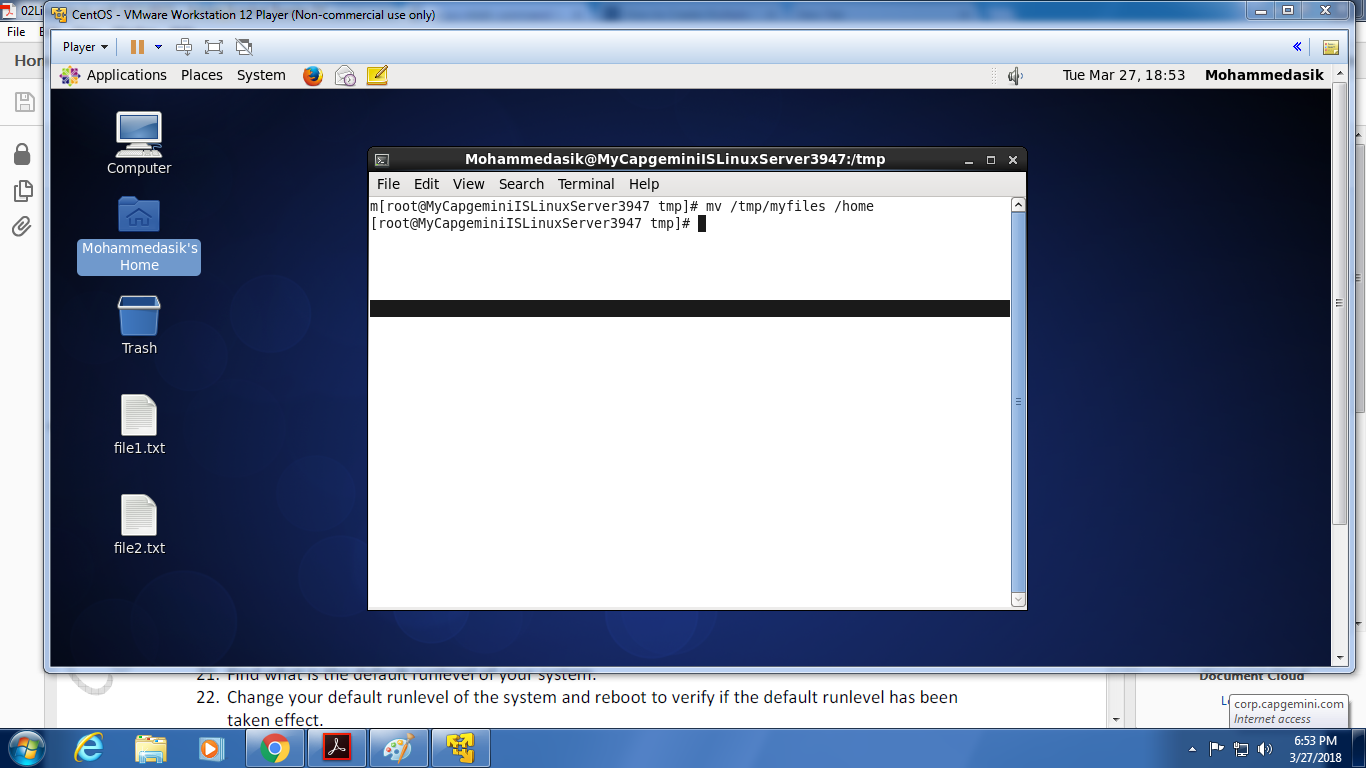 02Li
CentOS - VMware Workstation 12 Player (Non-commercial use only)
File
Player
Hom
Applications Places System
Tue Mar 27, 18:53 Mohammedasik
Computer
Mohammedasik's
Home
Trash
file1.txt
file2.txt
Mohammedasik@MyCapgeminiISLinuxServer3947:/tmp
File Edit View Search Terminal Help
m[root@MyCapgeminiISLinuxServer3947 tmp]# mv /tmp/myfiles /home
[root@MyCapgeminiISLinuxServer3947 tmp]#
21. Find what is the default runlevel of your system.
22. Change your default runlevel of the system and reboot to verify if the default runlevel has been
taken effect.
Document Cloud
corp.capgemini.com
Internet access
6:53 PM
3/27/2018